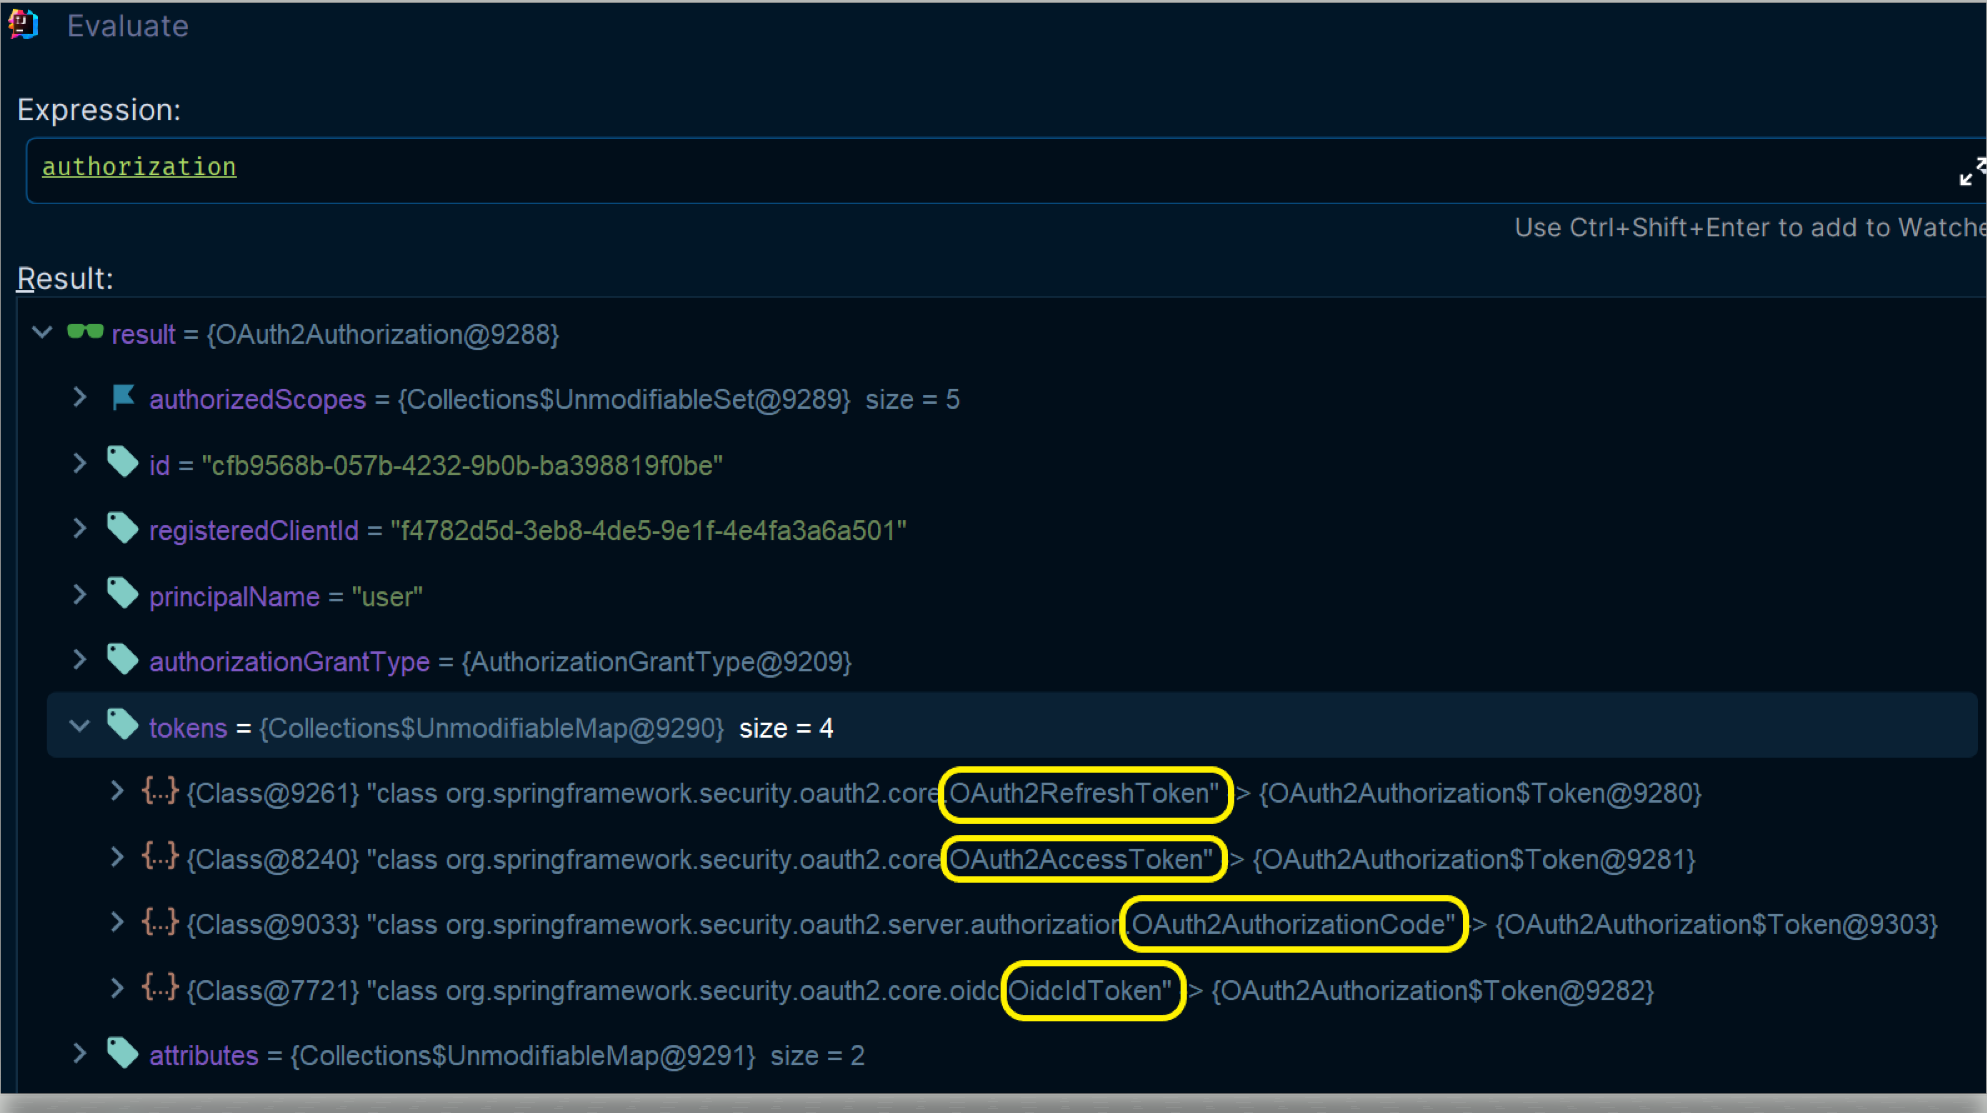 Evaluate
Expression:
authorization
Use Ctrl+Shift+Enter to add to Watche
Result:
result = {OAuth2Authorization@9288}
authorizedScopes = {Collections$UnmodifiableSet@9289} size = 5
id = "cfb9568b-057b-4232-9b0b-ba398819f0be"
registeredClientId = "f4782d5d-3eb8-4de5-9e1f-4e4fa3a6a501"
principalName = "user"
authorizationGrantType = {AuthorizationGrantType@9209}
tokens = {Collections$UnmodifiableMap@9290} size = 4
{...} {Class@9261} "class org.springframework.security.oauth2.core.OAuth2RefreshToken" > {OAuth2Authorization$Token@9280}
{...} {Class@8240} "class org.springframework.security.oauth2.core OAuth2AccessToken" > {OAuth2Authorization$Token@9281}
{...} {Class@9033} "class org.springframework.security.oauth2.server.authorization.OAuth2AuthorizationCode" > {OAuth2Authorization$Token@9303}
{...} {Class@7721} "class org.springframework.security.oauth2.core.oidc OidcIdToken" > {OAuth2Authorization$Token@9282}
attributes = {Collections$UnmodifiableMap@9291} size = 2